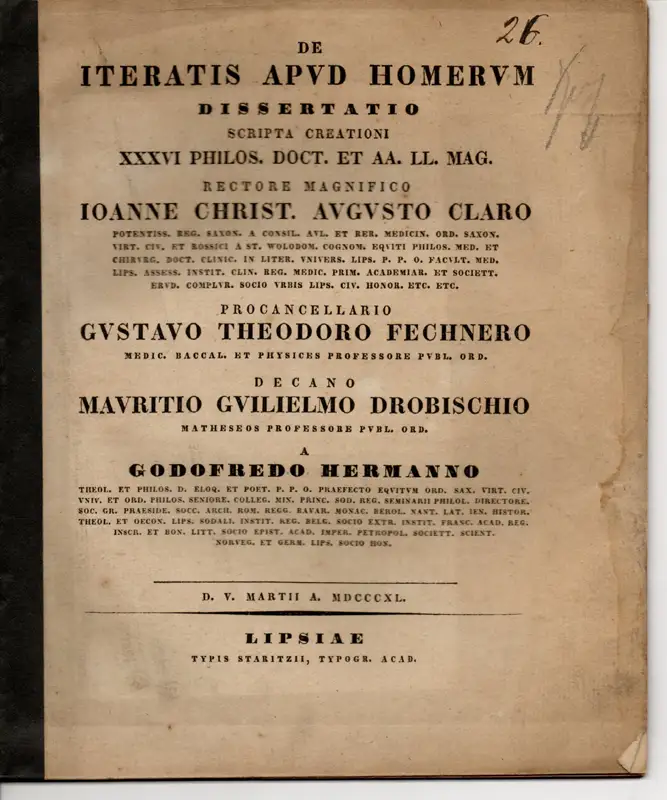 26.
DE
ITERATIS APVD HOMERVM
DISSERTATIO
SCRIPTA CREATIONI
XXXVI PHILOS. DOCT. ET AA. LL. MAG.
RECTORE MAGNIFICO
IOANNE CHRIST. AVGVSTO CLARO
POTENTISS. REG. SAXON. A CONSIL. AVL. ET RER. MEDICIN. ORD. SAXON.
VIRT. CIV. ET ROSSICI A ST. WOLODOM. COGNOM. EQVITI PHILOS. MED. ET
CHIRVRG. DOCT. CLINIC. IN LITER. VNIVERS. LIPS. P. P. O. FACVLT. MED.
LIPS. ASSESS. INSTIT. CLIN. REG. MEDIC. PRIM. ACADEMIAR. ET SOCIETT.
ERVD. COMPLVR. SOCIO VRBIS LIPS. CIV. HONOR. ETC. ETC.
PROCANCELLARIO
GVSTAVO THEODORO FECHNERO
MEDIC. BACCAL. ET PHYSICES PROFESSORE PVBL. ORD.
DECANO
MAVRITIO GVILIELMO DROBISCHIO
MATHESEOS PROFESSORE PVBL. ORD.
A
GODOFREDO HERMANNO
THEOL. ET PHILOS. D. ELOQ. ET POET. P. P. O. PRAEFECTO EQVITVM ORD. SAX. VIRT. CIV.
VNIV. ET ORD. PHILOS. SENIORE. COLLEG. MIN. PRINC. SOD. REG. SEMINARII PHILOL. DIRECTORE.
SOC. GR. PRAESIDE. SOCC. ARCH. ROM. REGG. BAVAR. MONAC. BEROL. NANT. LAT. IEN. HISTOR.
THEOL. ET OECON. LIPS. SODALI. INSTIT. REG. BELG. SOCIO EXTR. INSTIT. FRANC. ACAD. REG.
INSCR. ET BON. LITT. SOCIO EPIST. ACAD. IMPER. PETROPOL. SOCIETT. SCIENT.
NORVEG. ET GERM. LIPS. SOCIO HON.
D. V. MARTII A. MDCCCXL.
LIPSIAE
TYPIS STARITZII, TYPOGR. ACAD.